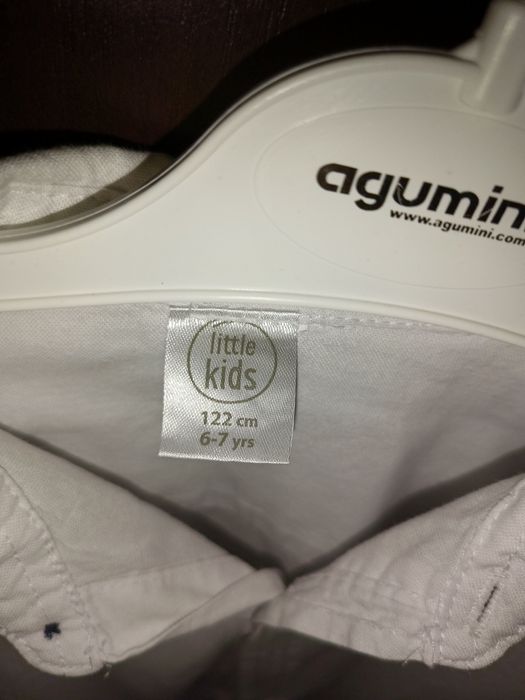 agumini
www.agumini.com
little
kids
122 cm
6-7 yrs